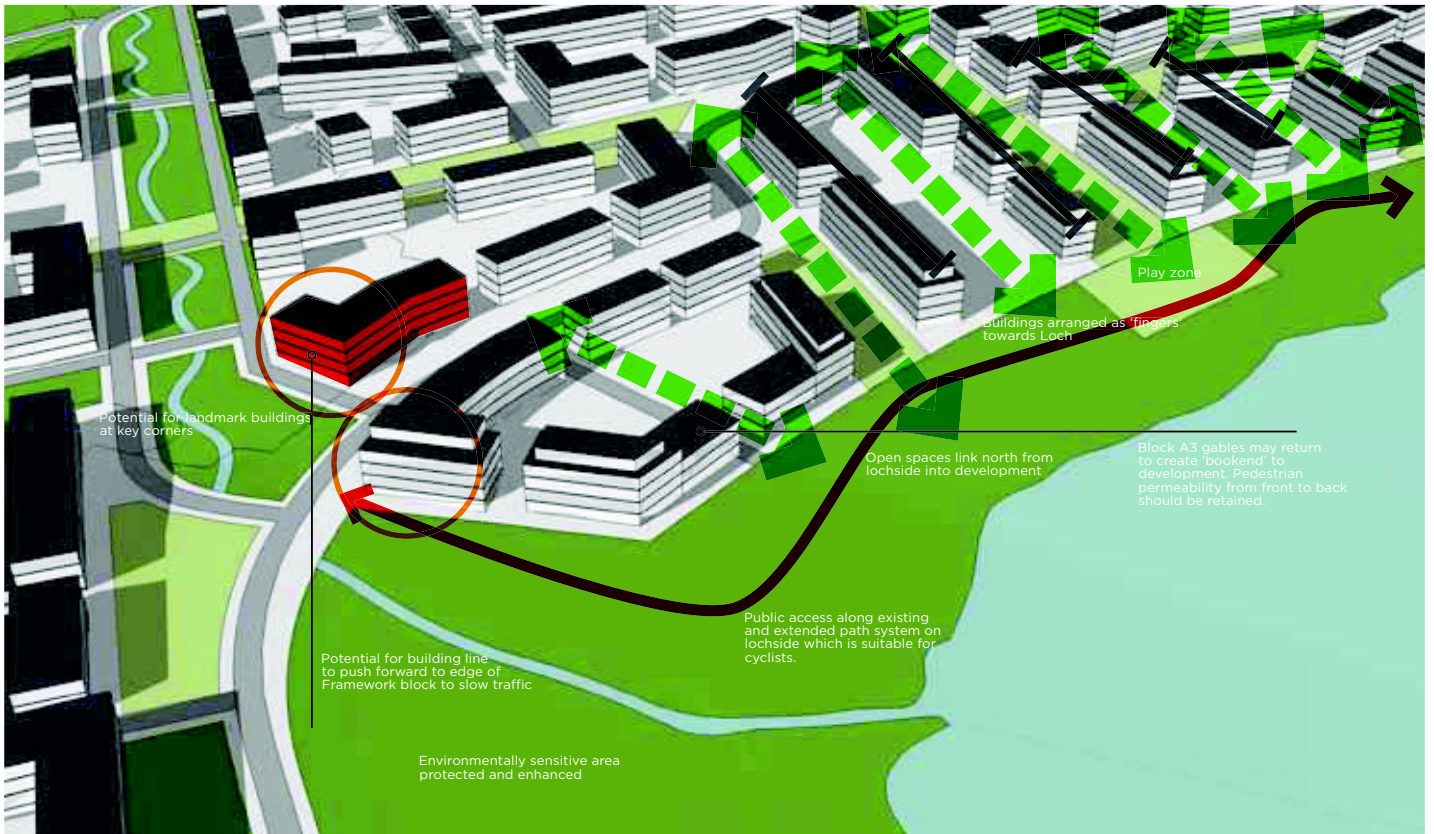 Play zone
Buildings arranged as 'fingers'
towards Loch
Potential for landmark buildings
at key corners
Open spaces link north from
lochside into development
Block A3 gables may return
to create 'bookend' to
development. Pedestrian
permeability from front to back
should be retained.
Public access along existing
and extended path system on
lochside which is suitable for
cyclists.
Potential for building line
to push forward to edge of
Framework block to slow traffic
Environmentally sensitive area
protected and enhanced